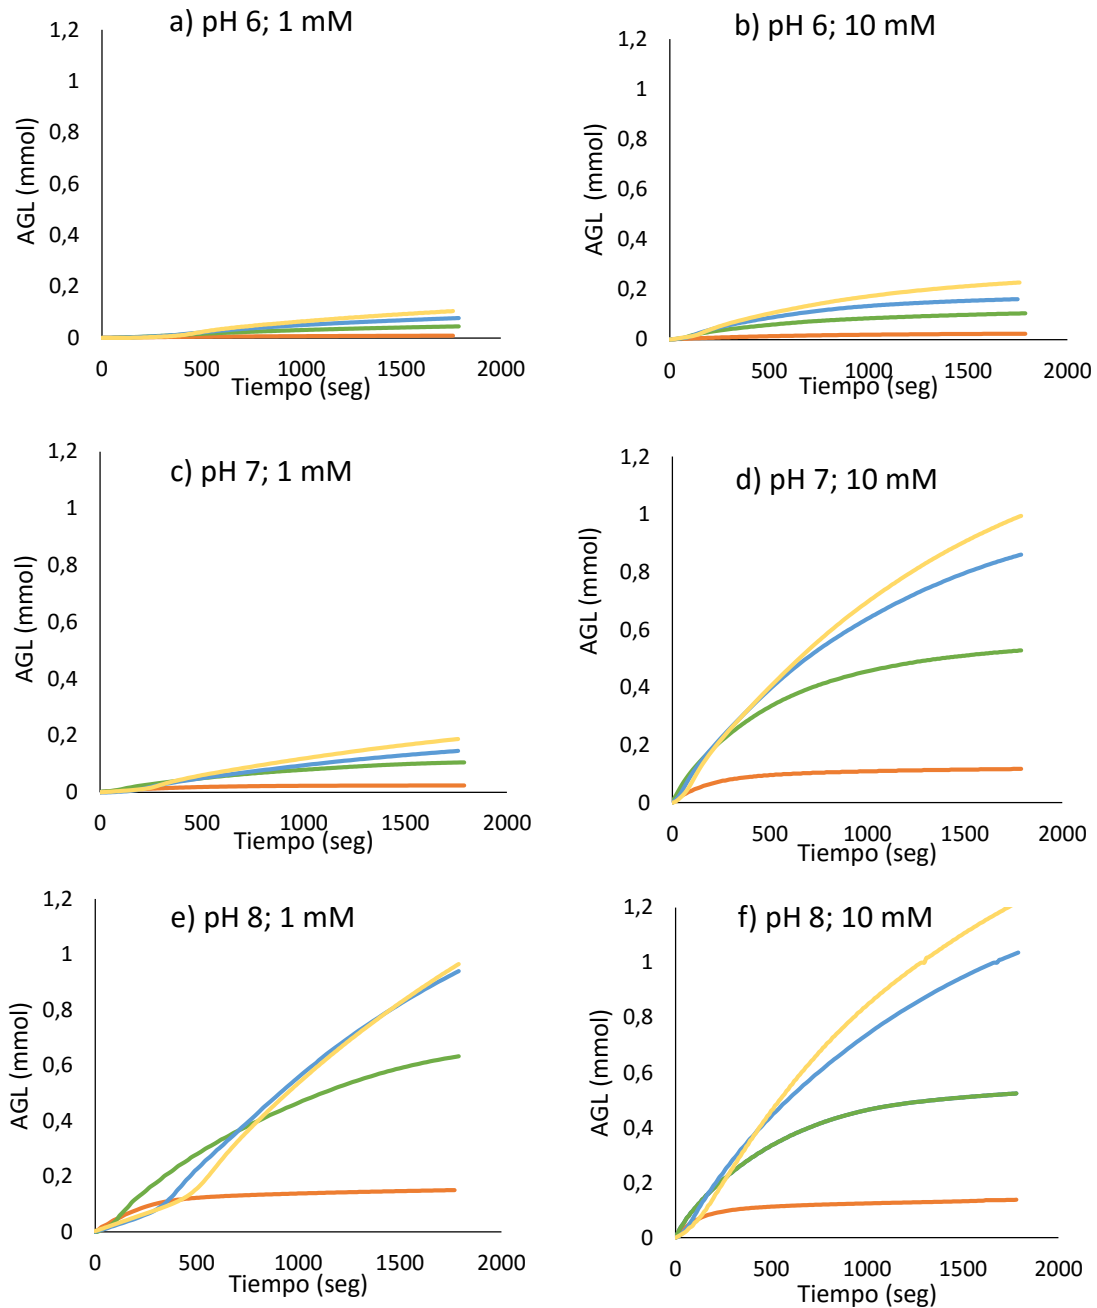 a) pH 6; 1 mM
1,2
1
0,8
0,6
0,4
0,2
0
AGL (mmol)
0 500 1000 1500 2000
Tiempo (seg)
b) pH 6; 10 mM
1,2
1
0,8
0,6
0,4
0,2
0
AGL (mmol)
0 500 1000 1500 2000
Tiempo (seg)
c) pH 7; 1 mM
1,2
1
0,8
0,6
0,4
0,2
0
AGL (mmol)
0 500 1000 1500 2000
Tiempo (seg)
d) pH 7; 10 mM
1,2
1
0,8
0,6
0,4
0,2
0
AGL (mmol)
0 500 1000 1500 2000
Tiempo (seg)
e) pH 8; 1 mM
1,2
1
0,8
0,6
0,4
0,2
0
AGL (mmol)
0 500 1000 1500 2000
Tiempo (seg)
f) pH 8; 10 mM
1,2
1
0,8
0,6
0,4
0,2
0
AGL (mmol)
0 500 1000 1500 2000
Tiempo (seg)